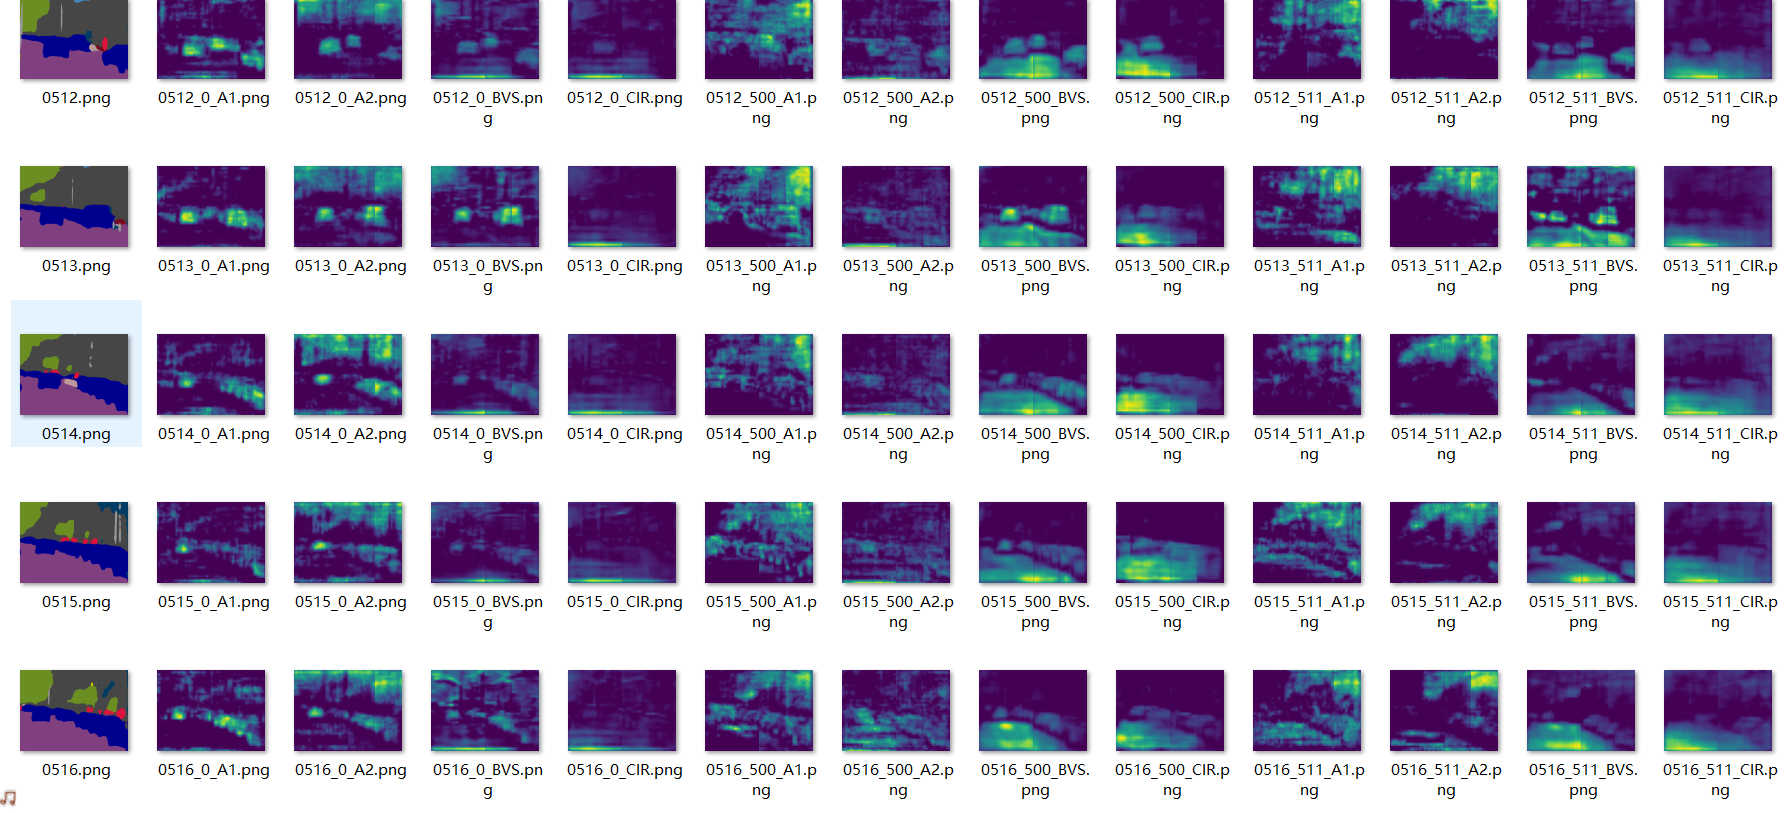 0512.png 0512_0_A1.png 0512_0_A2.png 0512_0_BVS.pn 0512_0_CIR.png 0512_500_A1.p 0512_500_A2.p 0512_500_BVS. 0512_500_CIR.p 0512_511_A1.p 0512_511_A2.p 0512_511_BVS. 0512_511_CIR.p
g ng ng png ng ng ng png ng
0513.png 0513_0_A1.png 0513_0_A2.png 0513_0_BVS.pn 0513_0_CIR.png 0513_500_A1.p 0513_500_A2.p 0513_500_BVS. 0513_500_CIR.p 0513_511_A1.p 0513_511_A2.p 0513_511_BVS. 0513_511_CIR.p
g ng ng png ng ng ng png ng
0514.png 0514_0_A1.png 0514_0_A2.png 0514_0_BVS.pn 0514_0_CIR.png 0514_500_A1.p 0514_500_A2.p 0514_500_BVS. 0514_500_CIR.p 0514_511_A1.p 0514_511_A2.p 0514_511_BVS. 0514_511_CIR.p
g ng ng png ng ng ng png ng
0515.png 0515_0_A1.png 0515_0_A2.png 0515_0_BVS.pn 0515_0_CIR.png 0515_500_A1.p 0515_500_A2.p 0515_500_BVS. 0515_500_CIR.p 0515_511_A1.p 0515_511_A2.p 0515_511_BVS. 0515_511_CIR.p
g ng ng png ng ng ng png ng
0516.png 0516_0_A1.png 0516_0_A2.png 0516_0_BVS.pn 0516_0_CIR.png 0516_500_A1.p 0516_500_A2.p 0516_500_BVS. 0516_500_CIR.p 0516_511_A1.p 0516_511_A2.p 0516_511_BVS. 0516_511_CIR.p
g ng ng png ng ng ng png ng